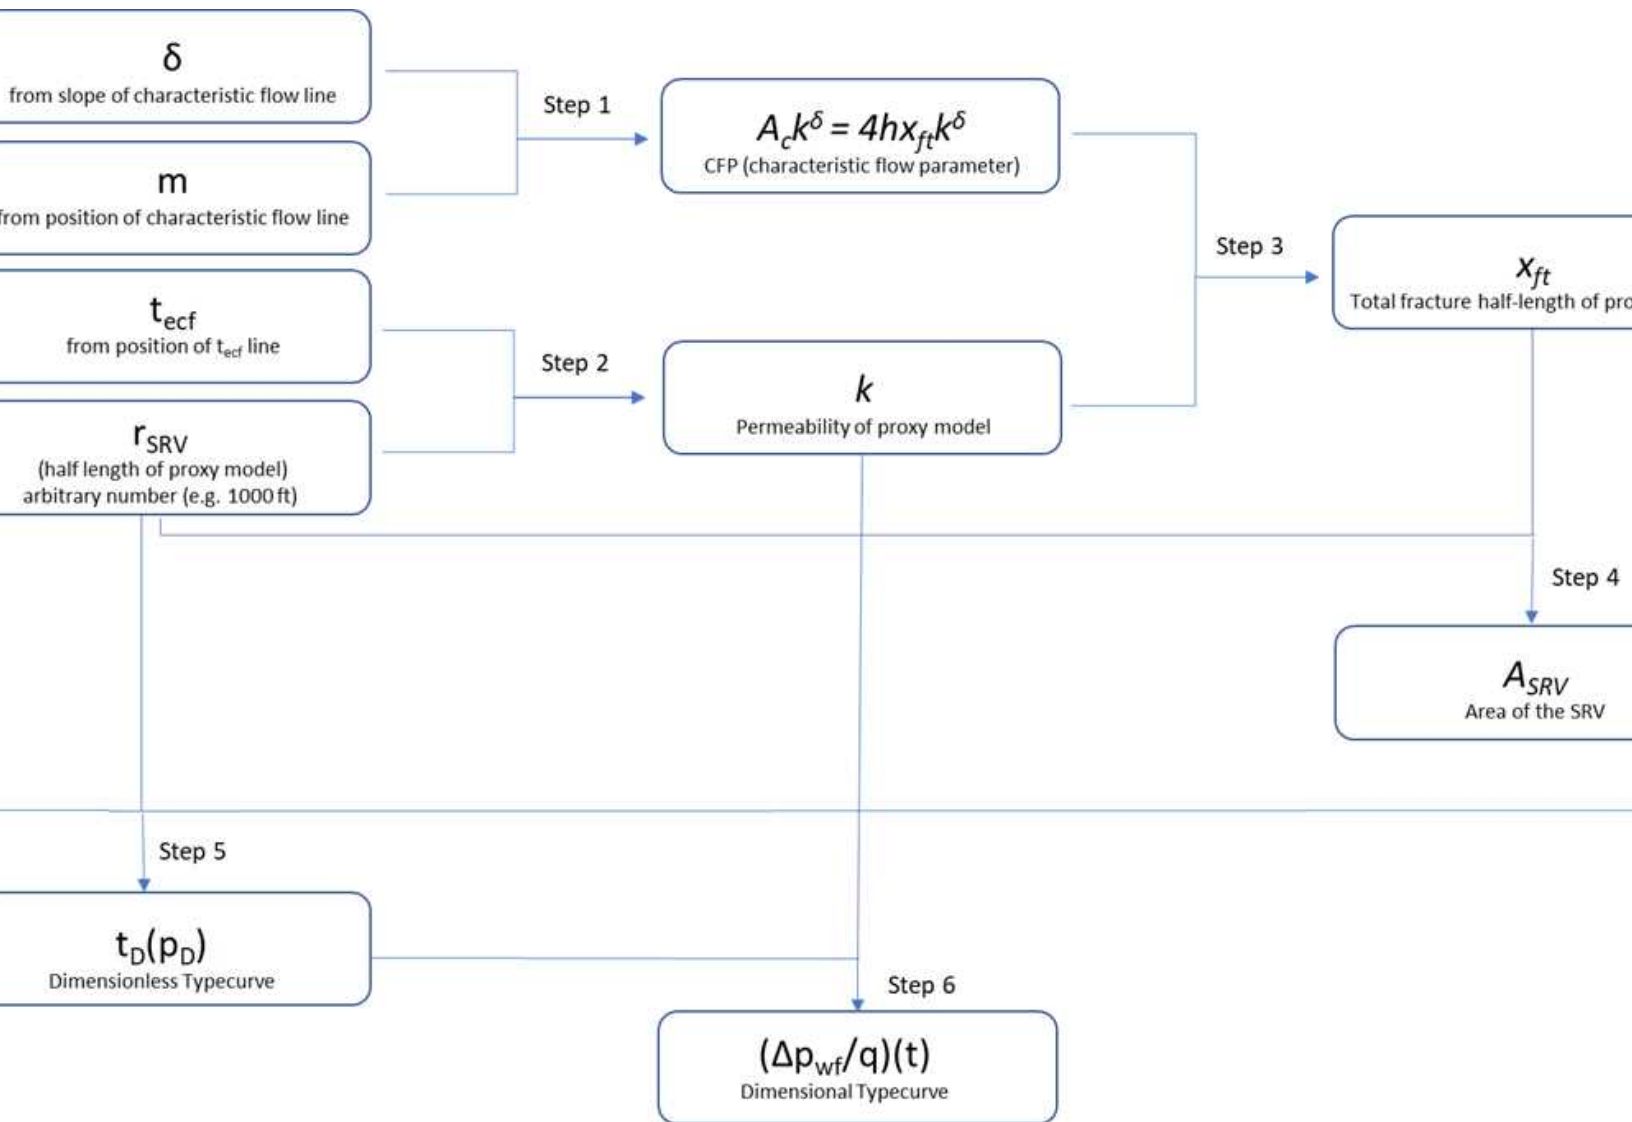 δ
from slope of characteristic flow line
Step 1
A_c k^δ = 4hx_ft k^δ
CFP (characteristic flow parameter)
m
from position of characteristic flow line
Step 3
x_ft
Total fracture half-length of
t_ecf
from position of t_ecf line
Step 2
k
Permeability of proxy model
r_SRV
(half length of proxy model)
arbitrary number (e.g. 1000 ft)
Step 4
A_SRV
Area of the SRV
Step 5
t_D(p_D)
Dimensionless Typecurve
Step 6
(Δp_wf/q)(t)
Dimensional Typecurve